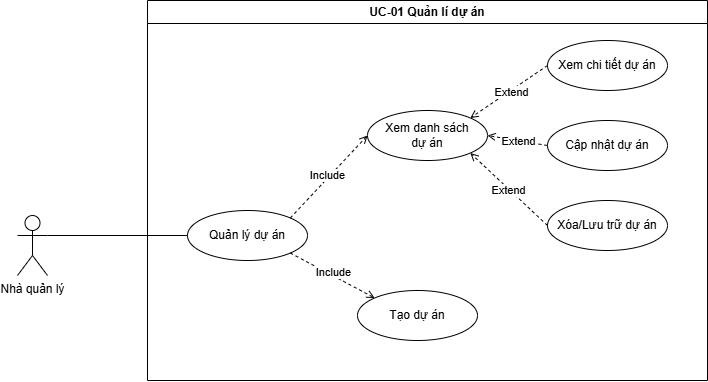 UC-01 Quản lí dự án
Xem chi tiết dự án
Extend
Xem danh sách
dự án
Extend
Cập nhật dự án
Include
Extend
Xóa/Lưu trữ dự án
Quản lý dự án
Include
Nhà quản lý
Tạo dự án